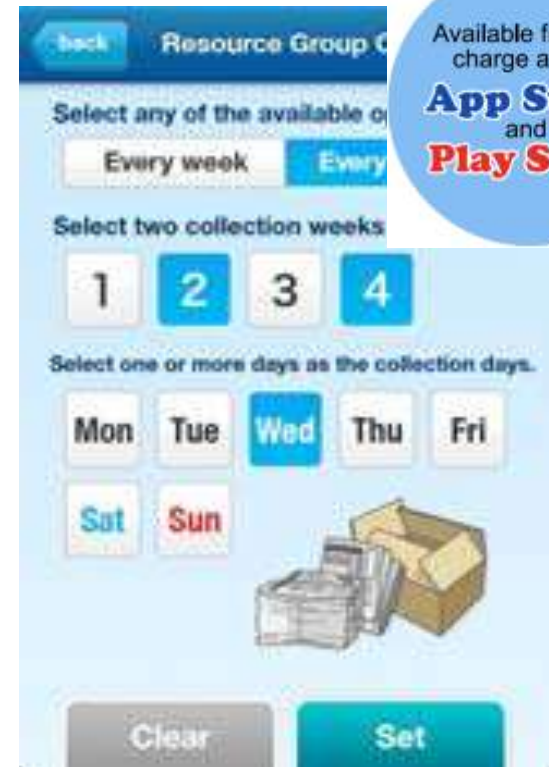 back Resource Group C
Available f
charge a
App S
and
Play S
Select any of the available o
Every week Every
Select two collection weeks
1 2 3 4
Select one or more days as the collection days.
Mon Tue Wed Thu Fri
Sat Sun
Clear Set